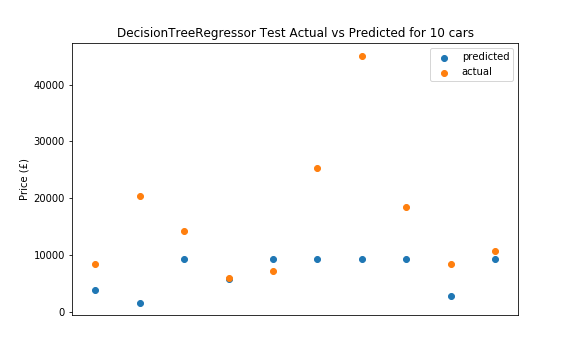 DecisionTreeRegressor Test Actual vs Predicted for 10 cars
predicted
actual
Price (£)
40000
30000
20000
10000
0